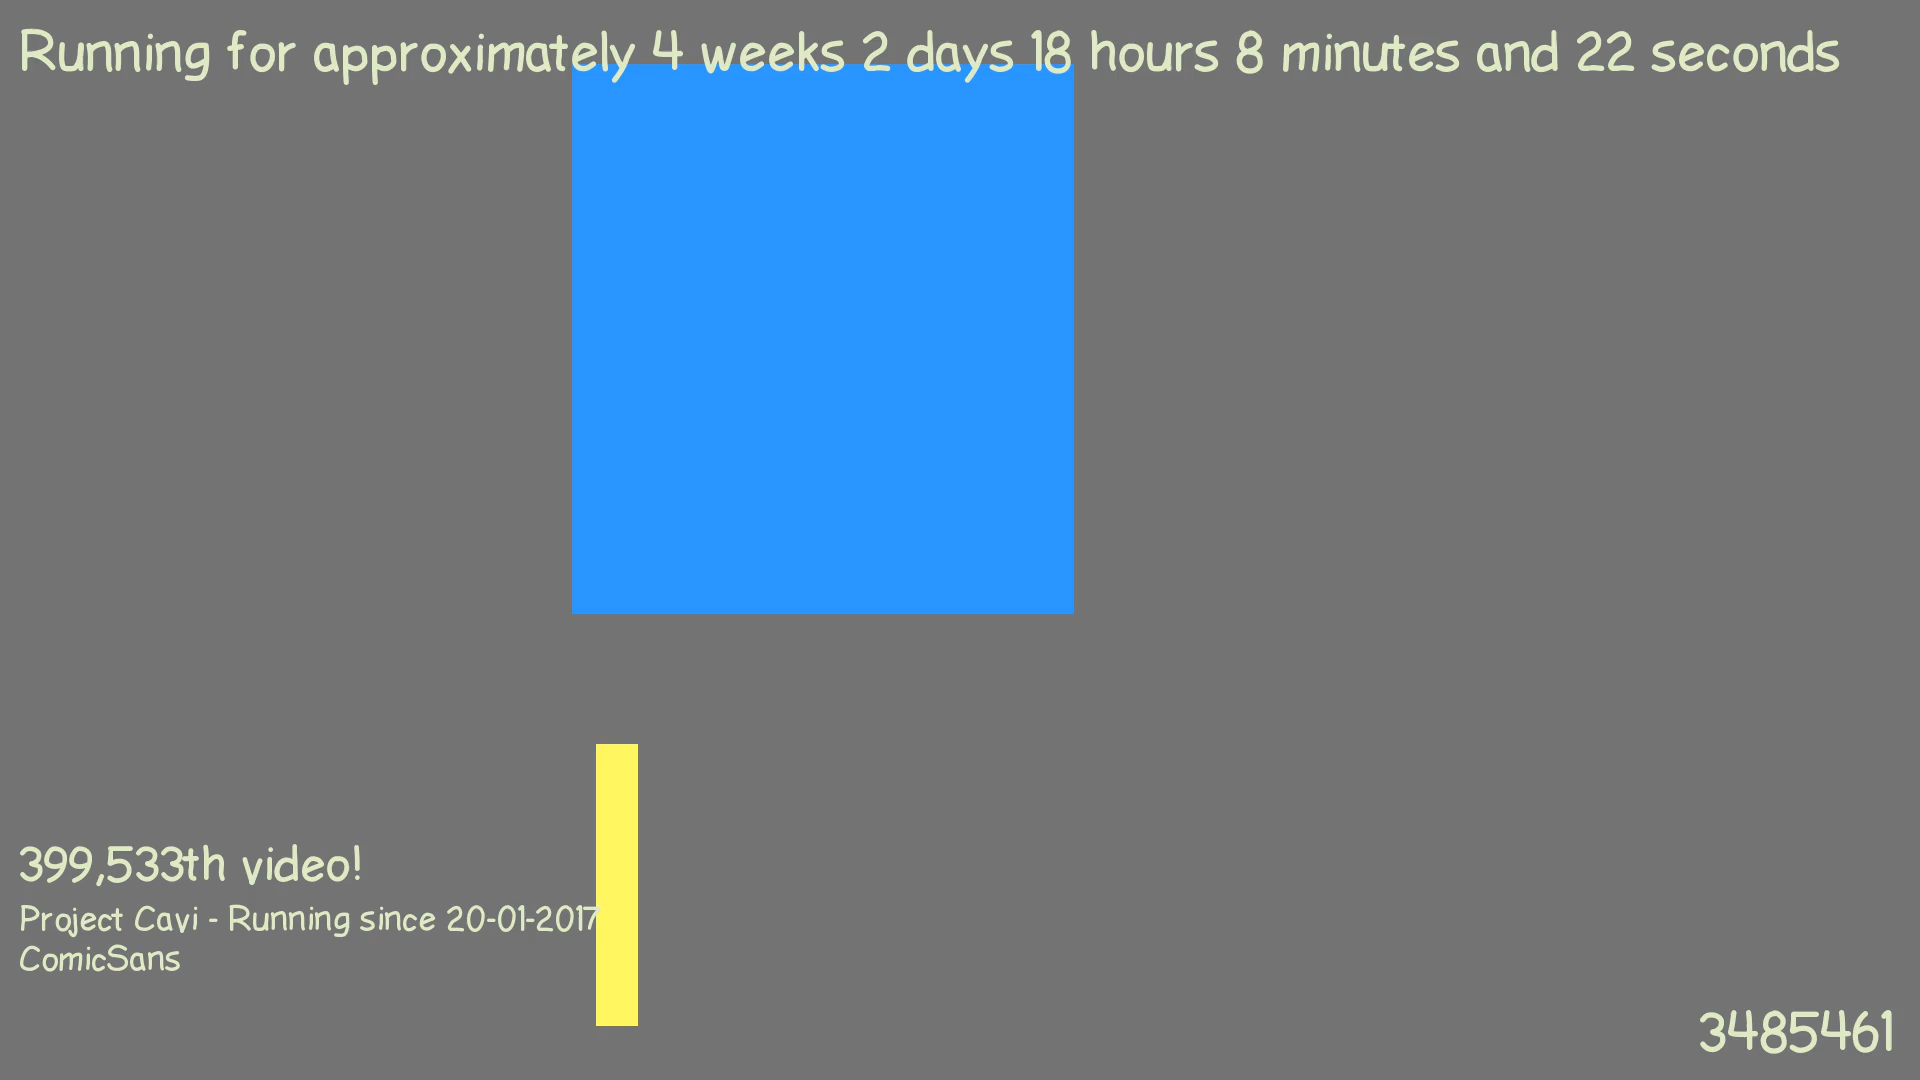 Running for approximately 4 weeks 2 days 18 hours 8 minutes and 22 seconds
399,533th video!
Project Cavi - Running since 20-01-2017
ComicSans
3485461